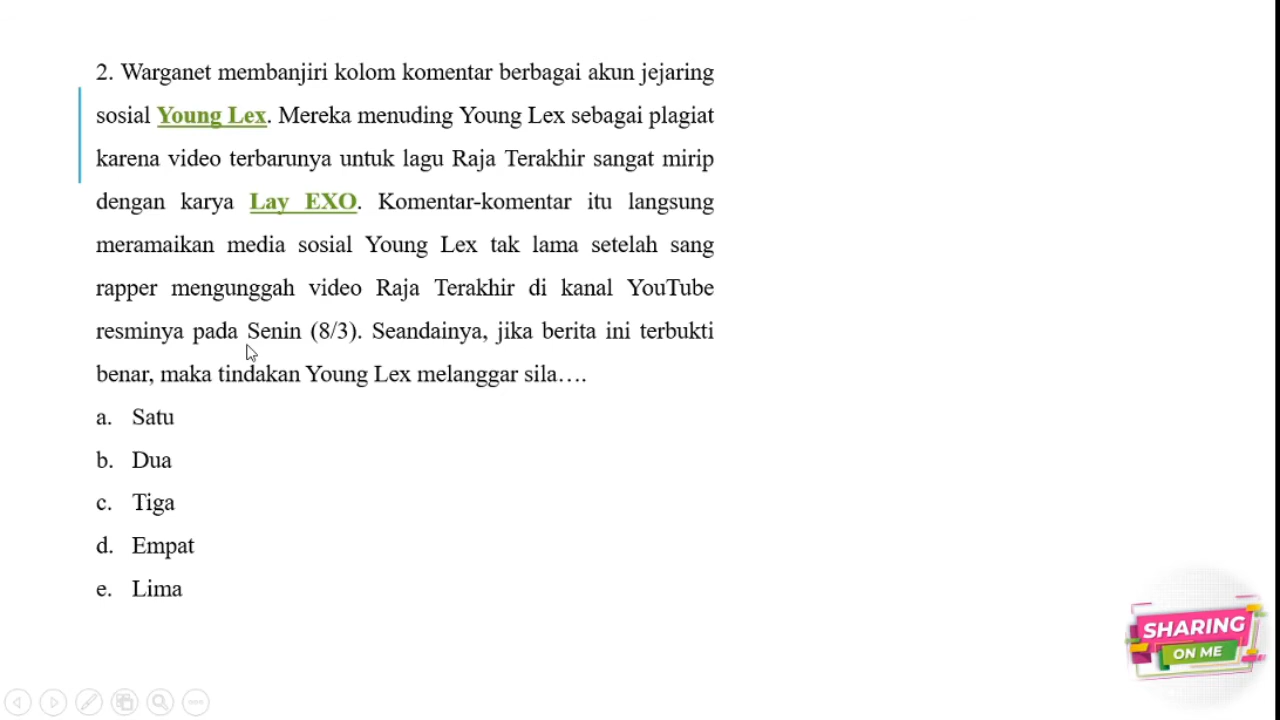 2. Warganet membanjiri kolom komentar berbagai akun jejaring
sosial Young Lex. Mereka menuding Young Lex sebagai plagiat
karena video terbarunya untuk lagu Raja Terakhir sangat mirip
dengan karya Lay EXO. Komentar-komentar itu langsung
meramaikan media sosial Young Lex tak lama setelah sang
rapper mengunggah video Raja Terakhir di kanal YouTube
resminya pada Senin (8/3). Seandainya, jika berita ini terbukti
benar, maka tindakan Young Lex melanggar sila….
a. Satu
b. Dua
c. Tiga
d. Empat
e. Lima
SHARING
ON ME